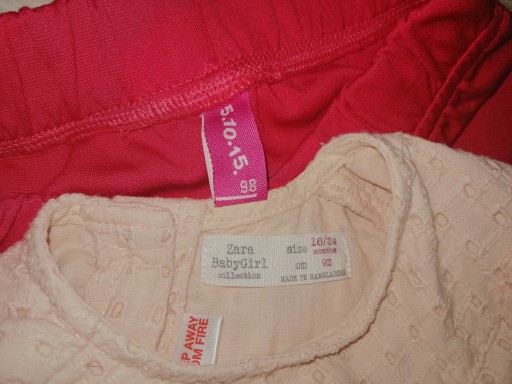 5.10.15.
98
Zara
BabyGirl
collection
size 18/24
months
cm 92
MADE IN BANGLADESH
EP AWAY
OM FIRE